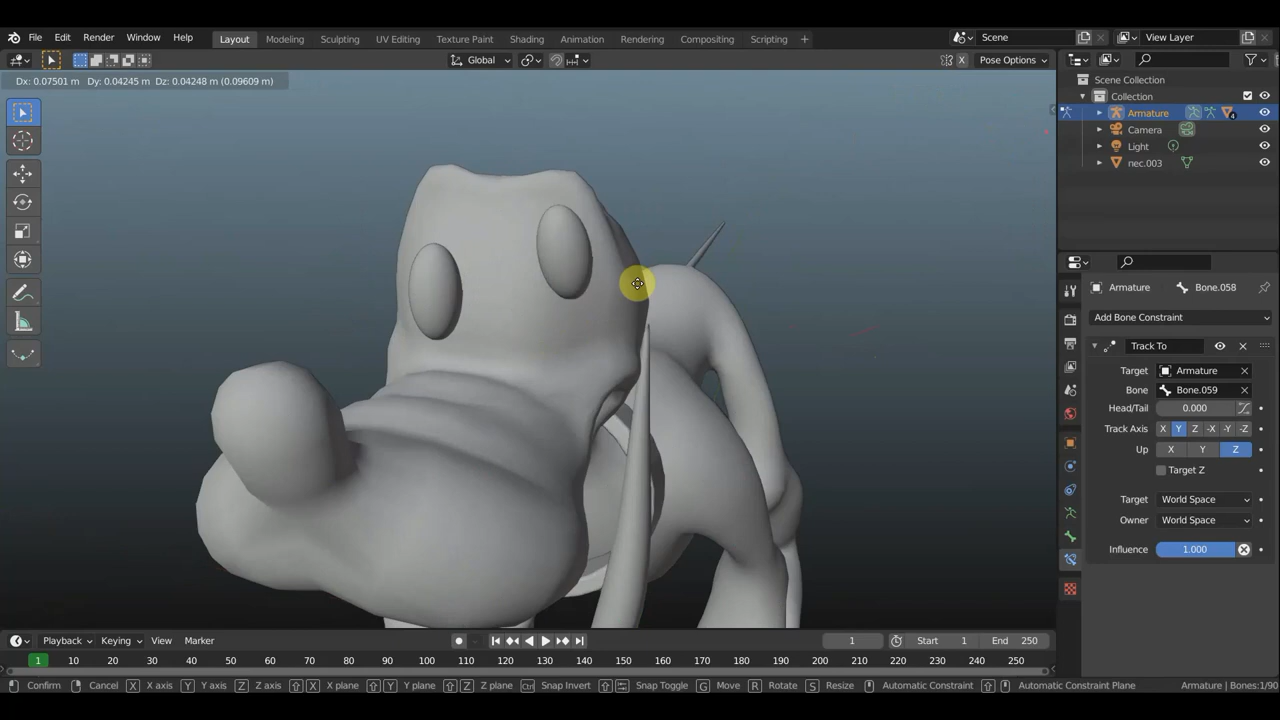 File Edit Render Window Help Layout Modeling Sculpting UV Editing Texture Paint Shading Animation Rendering Compositing Scripting + Scene View Layer
Global X Pose Options
Dx: 0.07501 m Dy: 0.04245 m Dz: 0.04248 m (0.09609 m)
Scene Collection
Collection
Armature 4
Camera
Light
nec.003
Armature Bone.058
Add Bone Constraint
Track To
Target Armature
Bone Bone.059
Head/Tail 0.000
Track Axis X Y Z -X -Y -Z
Up X Y Z
Target Z
Target World Space
Owner World Space
Influence 1.000
Playback Keying View Marker 1 Start 1 End 250
1 10 20 30 40 50 60 70 80 90 100 110 120 130 140 150 160 170 180 190 200 210 220 230 240 250
Confirm Cancel X X axis Y Y axis Z Z axis X X plane Y Y plane Z Z plane Ctrl Snap Invert Snap Toggle G Move R Rotate S Resize Automatic Constraint Automatic Constraint Plane Armature | Bones:1/90